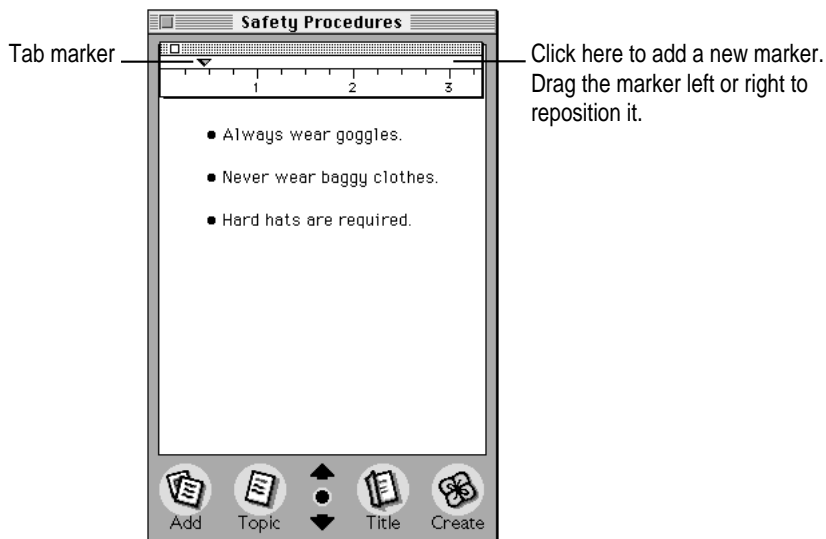 Safety Procedures
Tab marker
Click here to add a new marker.
Drag the marker left or right to
reposition it.
1 2 3
Always wear goggles.
Never wear baggy clothes.
Hard hats are required.
Add Topic Title Create